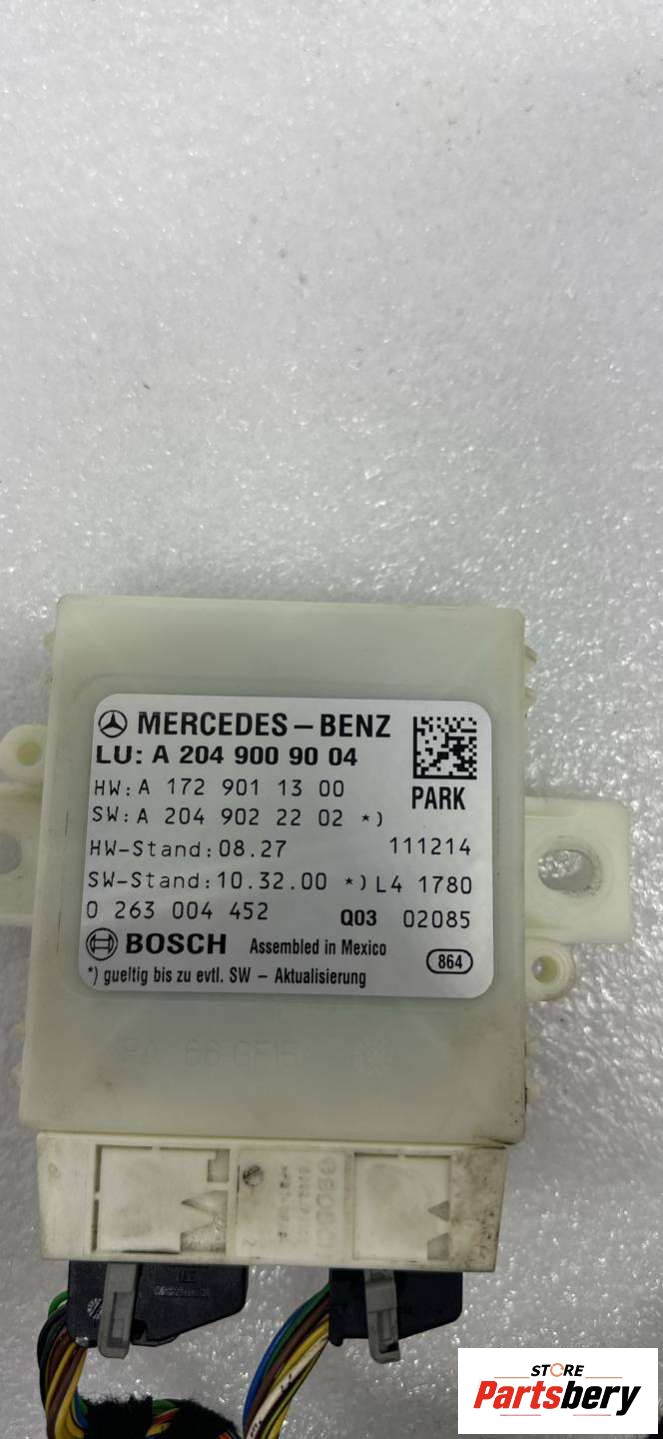 MERCEDES-BENZ
LU: A 204 900 90 04
HW: A 172 901 13 00
SW: A 204 902 22 02 *)
PARK
HW-Stand: 08.27 111214
SW-Stand: 10.32.00 *) L4 1780
0 263 004 452 Q03 02085
BOSCH Assembled in Mexico 864
*) gueltig bis zu evtl. SW - Aktualisierung
STORE
Partsbery